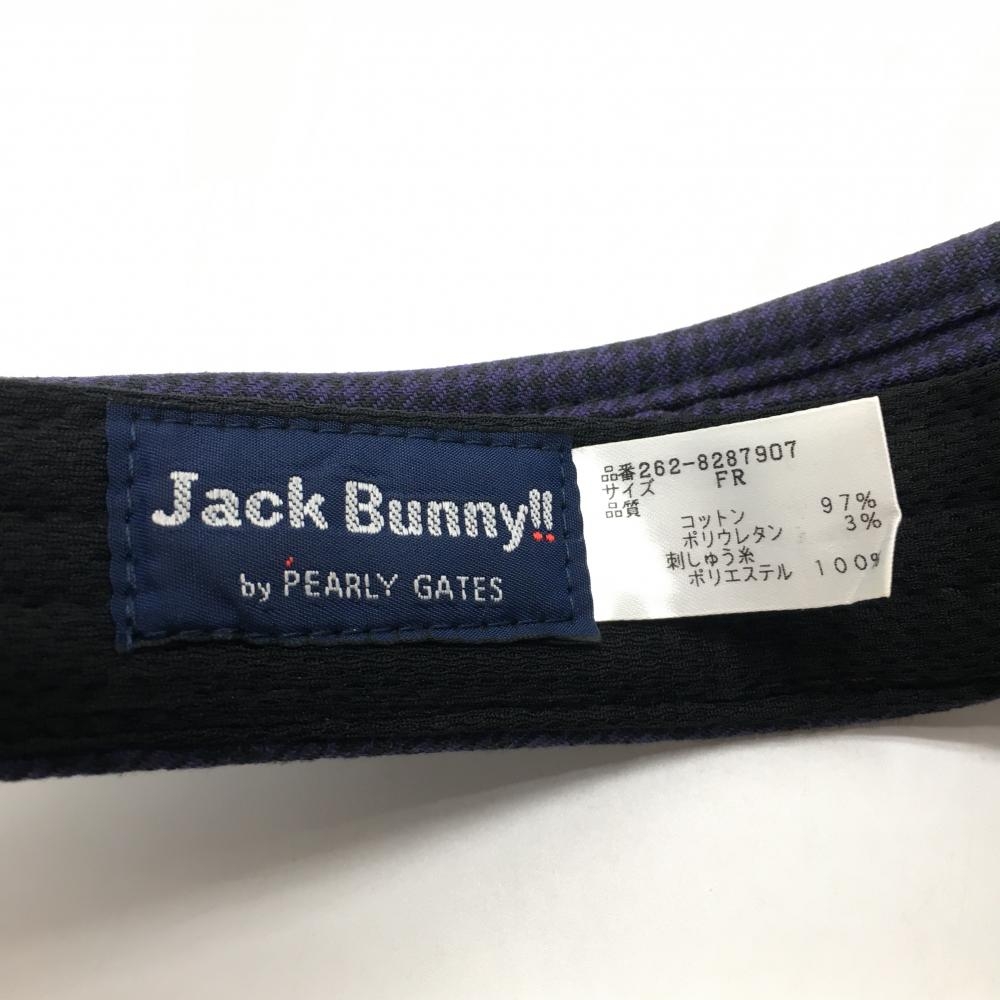 Jack Bunny!!
by PEARLY GATES
品番262-8287907
サイズ FR
品質
コットン 97%
ポリウレタン 3%
刺しゅう糸
ポリエステル 100%